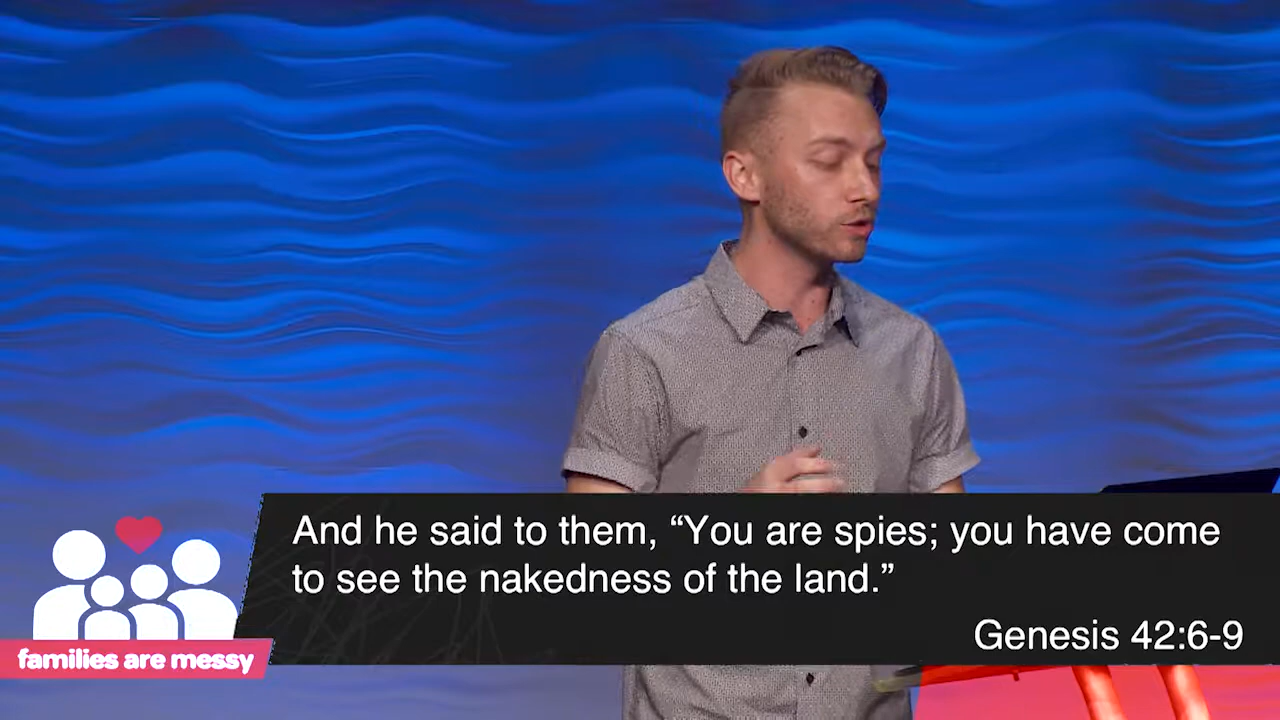 And he said to them, “You are spies; you have come
to see the nakedness of the land.”
Genesis 42:6-9
families are messy